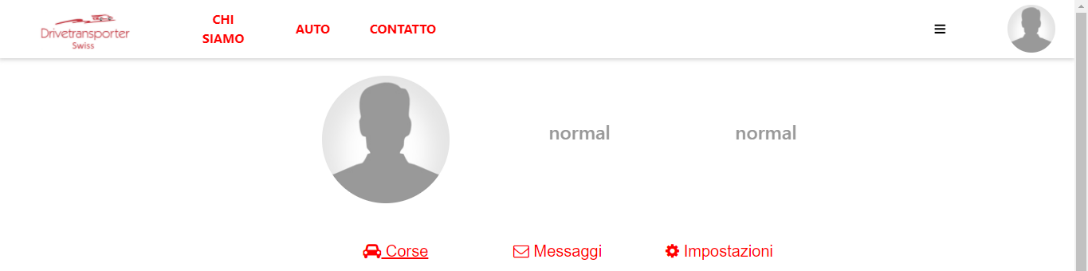 Drivetransporter
Swiss
CHI
SIAMO
AUTO
CONTATTO
normal
normal
Corse
Messaggi
Impostazioni